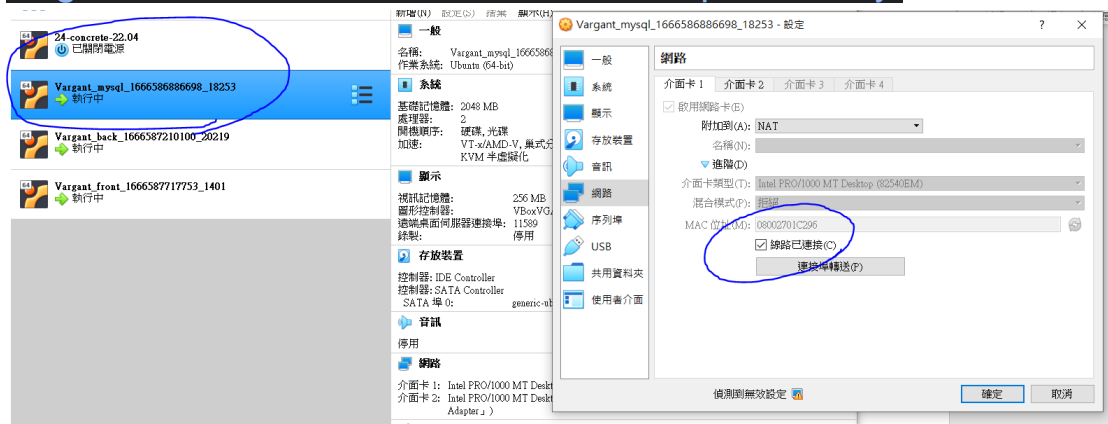 新增(N) 設定(S) 捨棄 顯示(H)
24-concrete-22.04
已關閉電源
Vargant_mysql_1666586886698_18253
執行中
Vargant_back_1666587210100_20219
執行中
Vargant_front_1666587717753_1401
執行中
一般
名稱: Vargant_mysql_16665868
作業系統: Ubuntu (64-bit)
系統
基礎記憶體: 2048 MB
處理器: 2
開機順序: 硬碟, 光碟
加速: VT-x/AMD-V, 巢式分
KVM 半虛擬化
顯示
視訊記憶體: 256 MB
圖形控制器: VBoxVG
遠端桌面伺服器連接埠: 11589
錄製: 停用
存放裝置
控制器: IDE Controller
控制器: SATA Controller
SATA 埠 0: generic-ub
音訊
停用
網路
介面卡 1: Intel PRO/1000 MT Deskt
介面卡 2: Intel PRO/1000 MT Deskt
Adapter」)
Vargant_mysql_1666586886698_18253 - 設定
? ×
一般
系統
顯示
存放裝置
音訊
網路
序列埠
USB
共用資料夾
使用者介面
網路
介面卡 1 介面卡 2 介面卡 3 介面卡 4
啟用網路卡(E)
附加到(A): NAT
名稱(N):
進階(D)
介面卡類型(T): Intel PRO/1000 MT Desktop (82540EM)
混合模式(P): 拒絕
MAC 位址(M): 08002701C296
線路已連接(C)
連接埠轉送(P)
偵測到無效設定
確定 取消